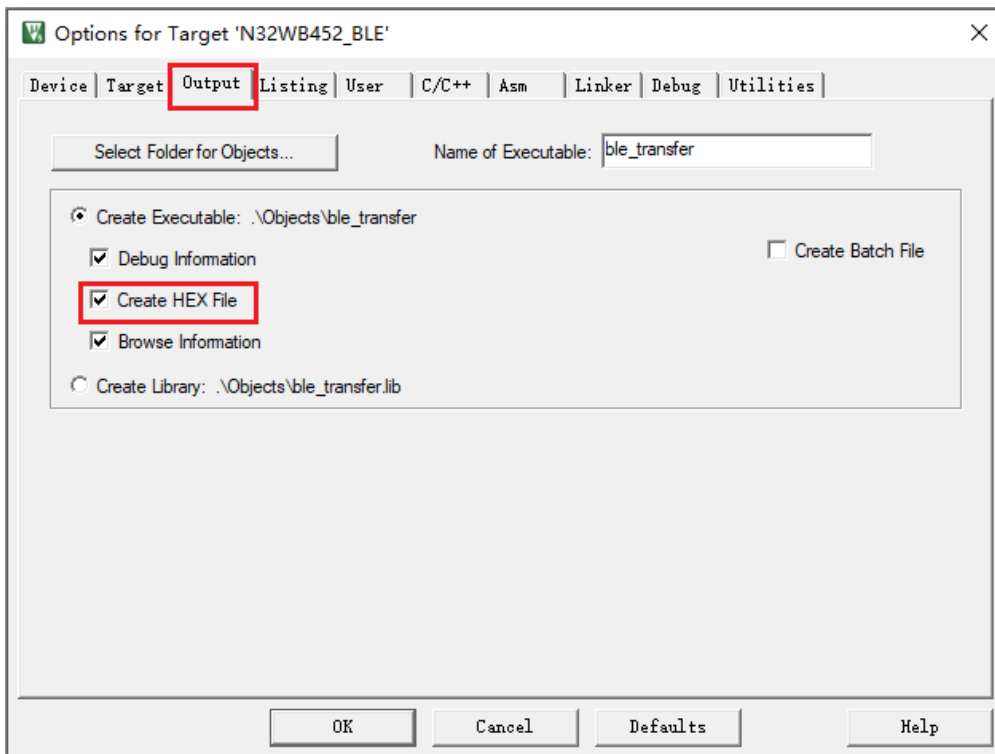 Options for Target 'N32WB452_BLE'
Device Target Output Listing User C/C++ Asm Linker Debug Utilities
Select Folder for Objects... Name of Executable: ble_transfer
Create Executable: .\Objects\ble_transfer
Debug Information Create Batch File
Create HEX File
Browse Information
Create Library: .\Objects\ble_transfer.lib
OK Cancel Defaults Help